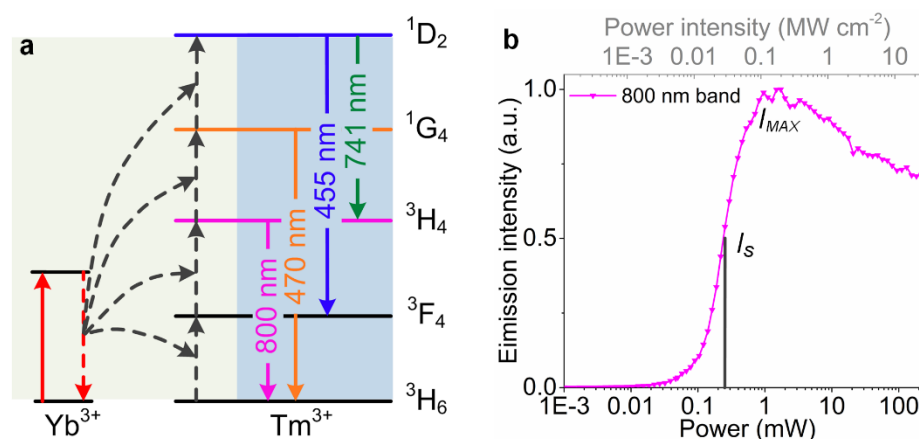 a
¹D₂
¹G₄
³H₄
³F₄
³H₆
800 nm
470 nm
455 nm
741 nm
Yb³⁺
Tm³⁺
b
Power intensity (MW cm⁻²)
1E-3 0.01 0.1 1 10
800 nm band
I_MAX
I_S
Eimission intensity (a.u.)
1.0
0.5
0.0
1E-3 0.01 0.1 1 10 100
Power (mW)